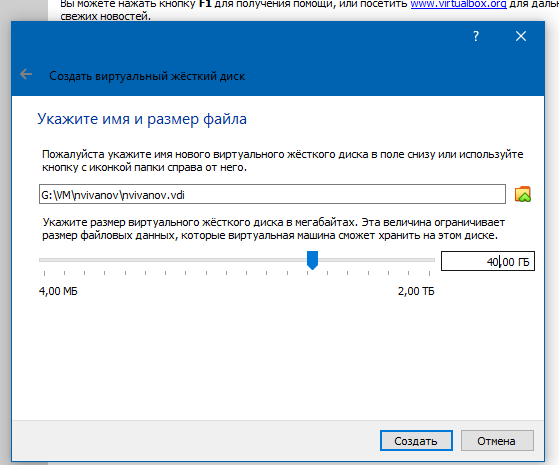 Вы можете нажать кнопку F1 для получения помощи, или посетить www.virtualbox.org для
свежих новостей.
?
Создать виртуальный жёсткий диск
Укажите имя и размер файла
Пожалуйста укажите имя нового виртуального жёсткого диска в поле снизу или используйте
кнопку с иконкой папки справа от него.
G:\VM\nvivanov\nvivanov.vdi
Укажите размер виртуального жёсткого диска в мегабайтах. Эта величина ограничивает
размер файловых данных, которые виртуальная машина сможет хранить на этом диске.
40,00 ГБ
4,00 МБ 2,00 ТБ
Создать Отмена